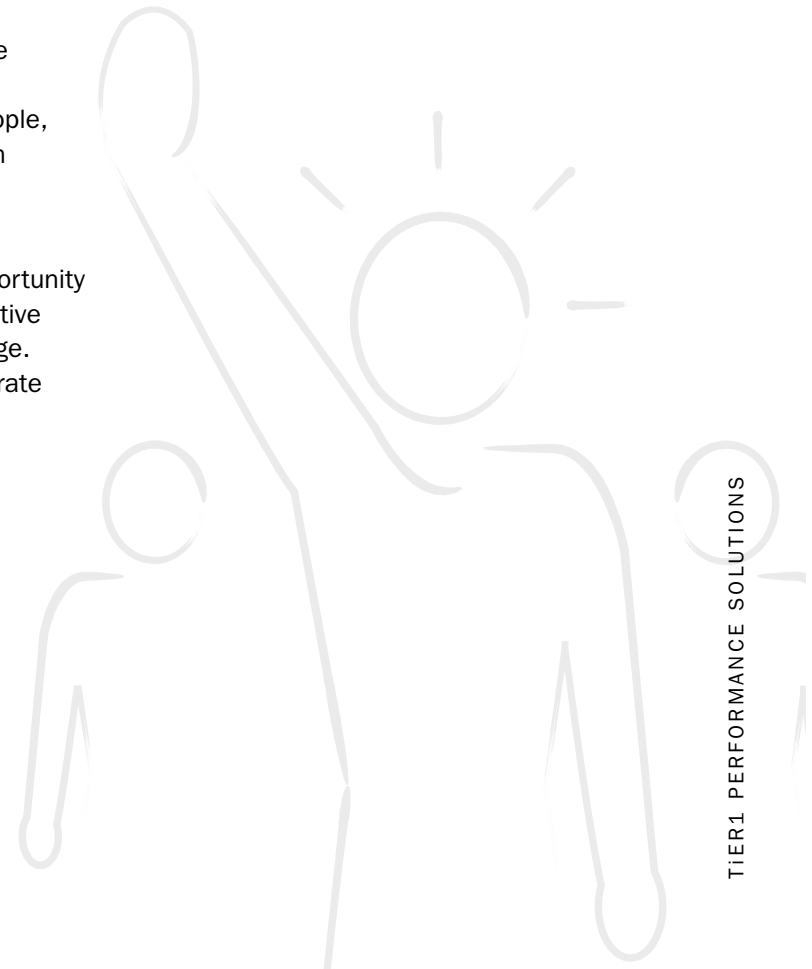 e
ople,
n
ortunity
tive
ge.
rate
TiER1 PERFORMANCE SOLUTIONS